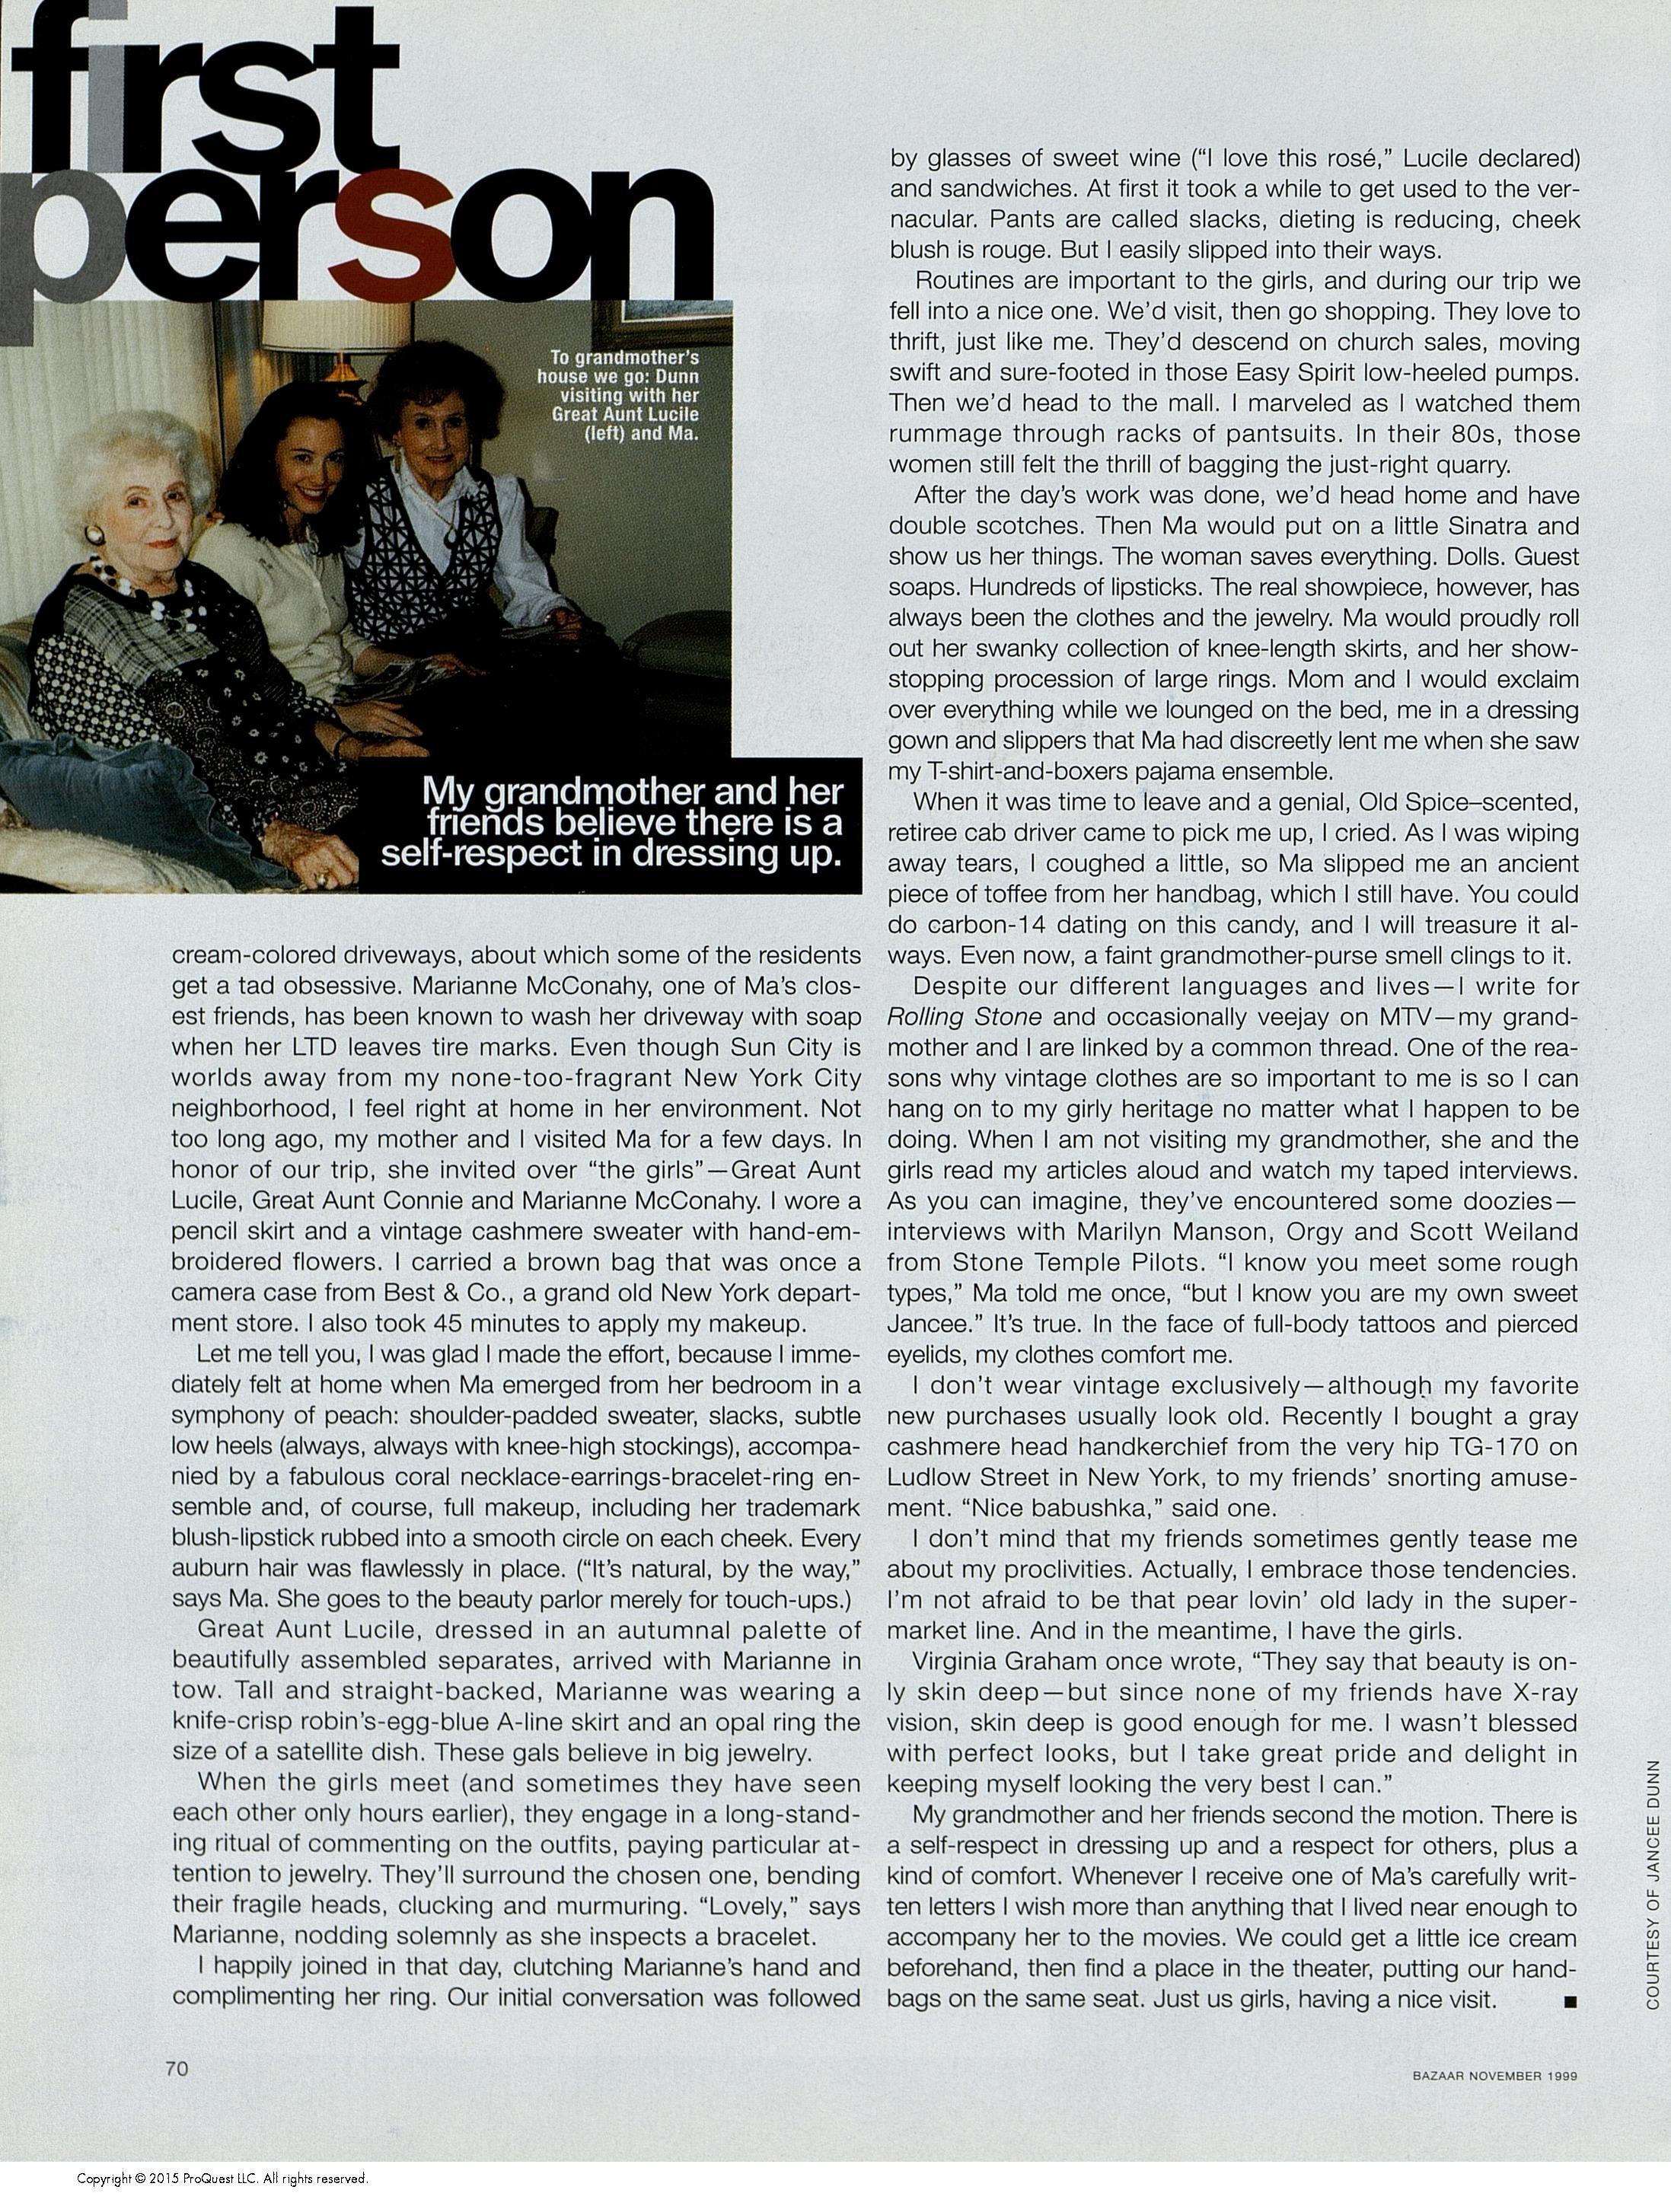 first
person
To grandmother's
house we go: Dunn
visiting with her
Great Aunt Lucile
(left) and Ma.
My grandmother and her
friends believe there is a
self-respect in dressing up.
cream-colored driveways, about which some of the residents
get a tad obsessive. Marianne McConahy, one of Ma's clos-
est friends, has been known to wash her driveway with soap
when her LTD leaves tire marks. Even though Sun City is
worlds away from my none-too-fragrant New York City
neighborhood, I feel right at home in her environment. Not
too long ago, my mother and I visited Ma for a few days. In
honor of our trip, she invited over “the girls”—Great Aunt
Lucile, Great Aunt Connie and Marianne McConahy. I wore a
pencil skirt and a vintage cashmere sweater with hand-em-
broidered flowers. I carried a brown bag that was once a
camera case from Best & Co., a grand old New York depart-
ment store. I also took 45 minutes to apply my makeup.
Let me tell you, I was glad I made the effort, because I imme-
diately felt at home when Ma emerged from her bedroom in a
symphony of peach: shoulder-padded sweater, slacks, subtle
low heels (always, always with knee-high stockings), accompa-
nied by a fabulous coral necklace-earrings-bracelet-ring en-
semble and, of course, full makeup, including her trademark
blush-lipstick rubbed into a smooth circle on each cheek. Every
auburn hair was flawlessly in place. (“It's natural, by the way,”
says Ma. She goes to the beauty parlor merely for touch-ups.)
Great Aunt Lucile, dressed in an autumnal palette of
beautifully assembled separates, arrived with Marianne in
tow. Tall and straight-backed, Marianne was wearing a
knife-crisp robin's-egg-blue A-line skirt and an opal ring the
size of a satellite dish. These gals believe in big jewelry.
When the girls meet (and sometimes they have seen
each other only hours earlier), they engage in a long-stand-
ing ritual of commenting on the outfits, paying particular at-
tention to jewelry. They'll surround the chosen one, bending
their fragile heads, clucking and murmuring. “Lovely,” says
Marianne, nodding solemnly as she inspects a bracelet.
I happily joined in that day, clutching Marianne's hand and
complimenting her ring. Our initial conversation was followed
by glasses of sweet wine (“I love this rosé,” Lucile declared)
and sandwiches. At first it took a while to get used to the ver-
nacular. Pants are called slacks, dieting is reducing, cheek
blush is rouge. But I easily slipped into their ways.
Routines are important to the girls, and during our trip we
fell into a nice one. We'd visit, then go shopping. They love to
thrift, just like me. They'd descend on church sales, moving
swift and sure-footed in those Easy Spirit low-heeled pumps.
Then we'd head to the mall. I marveled as I watched them
rummage through racks of pantsuits. In their 80s, those
women still felt the thrill of bagging the just-right quarry.
After the day's work was done, we'd head home and have
double scotches. Then Ma would put on a little Sinatra and
show us her things. The woman saves everything. Dolls. Guest
soaps. Hundreds of lipsticks. The real showpiece, however, has
always been the clothes and the jewelry. Ma would proudly roll
out her swanky collection of knee-length skirts, and her show-
stopping procession of large rings. Mom and I would exclaim
over everything while we lounged on the bed, me in a dressing
gown and slippers that Ma had discreetly lent me when she saw
my T-shirt-and-boxers pajama ensemble.
When it was time to leave and a genial, Old Spice–scented,
retiree cab driver came to pick me up, I cried. As I was wiping
away tears, I coughed a little, so Ma slipped me an ancient
piece of toffee from her handbag, which I still have. You could
do carbon-14 dating on this candy, and I will treasure it al-
ways. Even now, a faint grandmother-purse smell clings to it.
Despite our different languages and lives—I write for
Rolling Stone and occasionally veejay on MTV—my grand-
mother and I are linked by a common thread. One of the rea-
sons why vintage clothes are so important to me is so I can
hang on to my girly heritage no matter what I happen to be
doing. When I am not visiting my grandmother, she and the
girls read my articles aloud and watch my taped interviews.
As you can imagine, they've encountered some doozies—
interviews with Marilyn Manson, Orgy and Scott Weiland
from Stone Temple Pilots. “I know you meet some rough
types,” Ma told me once, “but I know you are my own sweet
Jancee.” It's true. In the face of full-body tattoos and pierced
eyelids, my clothes comfort me.
I don't wear vintage exclusively—although my favorite
new purchases usually look old. Recently I bought a gray
cashmere head handkerchief from the very hip TG-170 on
Ludlow Street in New York, to my friends' snorting amuse-
ment. “Nice babushka,” said one.
I don't mind that my friends sometimes gently tease me
about my proclivities. Actually, I embrace those tendencies.
I'm not afraid to be that pear lovin' old lady in the super-
market line. And in the meantime, I have the girls.
Virginia Graham once wrote, “They say that beauty is on-
ly skin deep—but since none of my friends have X-ray
vision, skin deep is good enough for me. I wasn't blessed
with perfect looks, but I take great pride and delight in
keeping myself looking the very best I can.”
My grandmother and her friends second the motion. There is
a self-respect in dressing up and a respect for others, plus a
kind of comfort. Whenever I receive one of Ma's carefully writ-
ten letters I wish more than anything that I lived near enough to
accompany her to the movies. We could get a little ice cream
beforehand, then find a place in the theater, putting our hand-
bags on the same seat. Just us girls, having a nice visit. ■
COURTESY OF JANCEE DUNN
70
BAZAAR NOVEMBER 1999
Copyright © 2015 ProQuest LLC. All rights reserved.